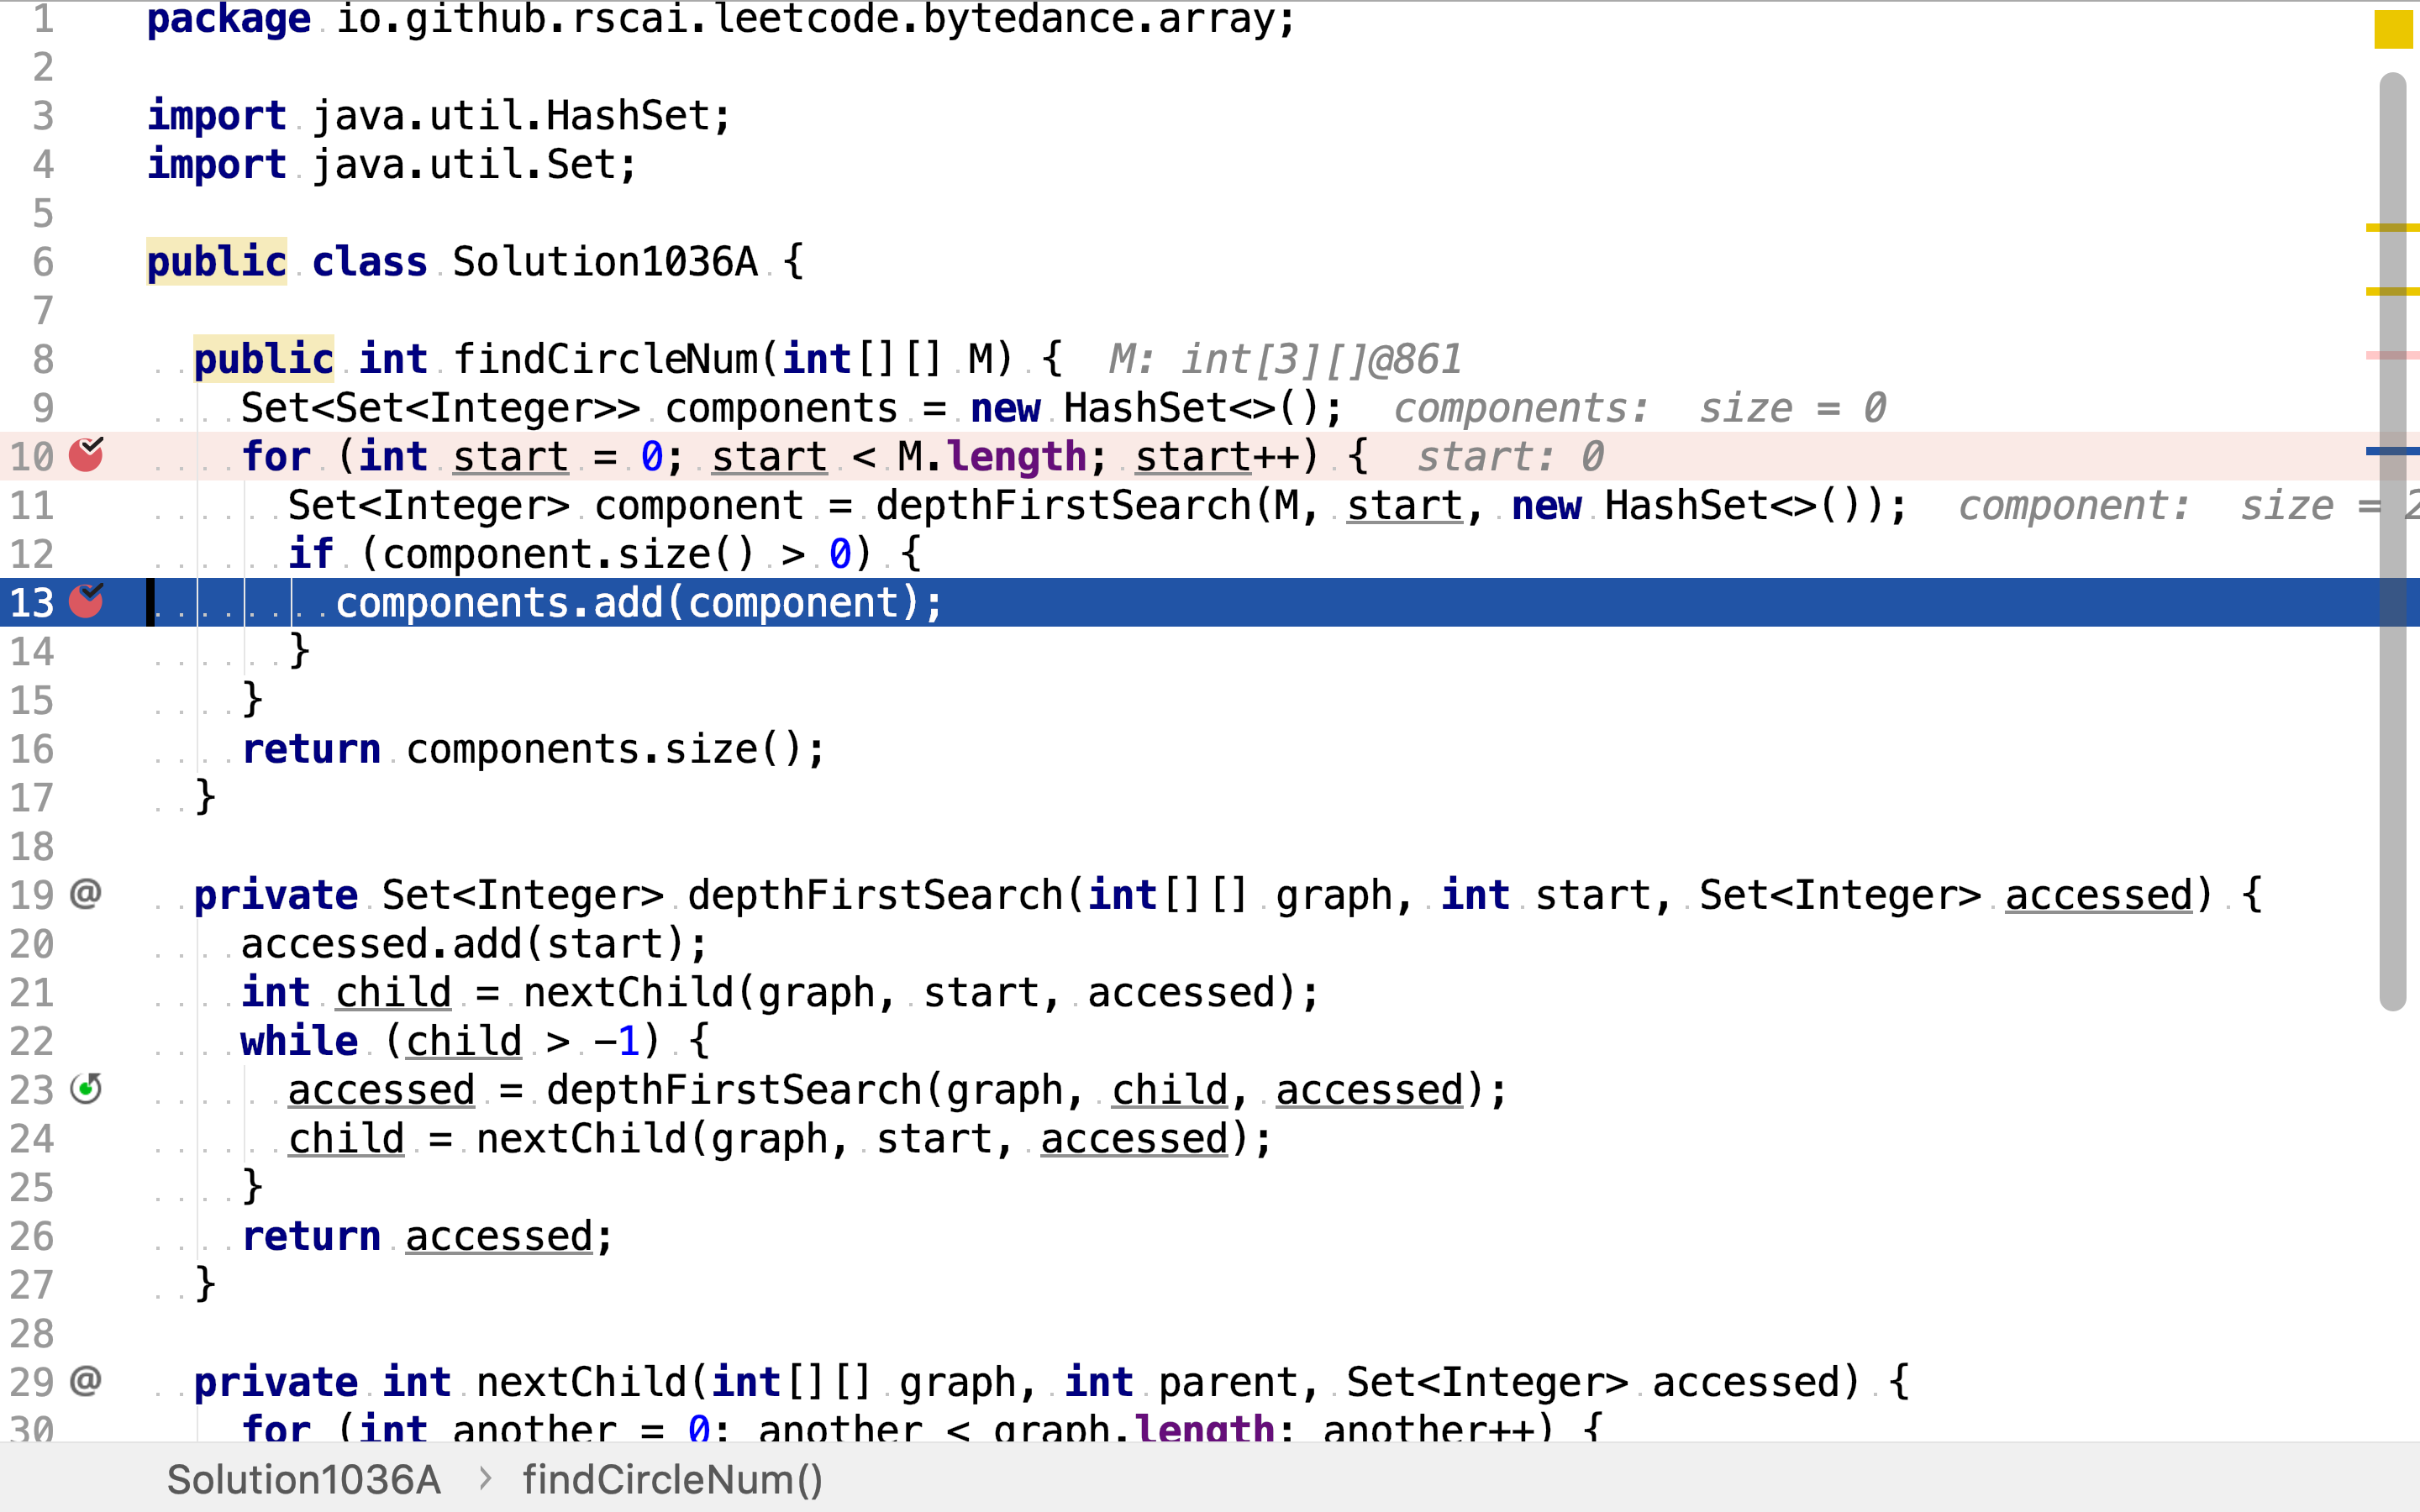 1 package io.github.rscai.leetcode.bytedance.array;
2
3 import java.util.HashSet;
4 import java.util.Set;
5
6 public class Solution1036A {
7
8 public int findCircleNum(int[][] M) { M: int[3][]@861
9 Set<Set<Integer>> components = new HashSet<>(); components: size = 0
10 for (int start = 0; start < M.length; start++) { start: 0
11 Set<Integer> component = depthFirstSearch(M, start, new HashSet<>()); component: size = 2
12 if (component.size() > 0) {
13 components.add(component);
14 }
15 }
16 return components.size();
17 }
18
19 @ private Set<Integer> depthFirstSearch(int[][] graph, int start, Set<Integer> accessed) {
20 accessed.add(start);
21 int child = nextChild(graph, start, accessed);
22 while (child > -1) {
23 accessed = depthFirstSearch(graph, child, accessed);
24 child = nextChild(graph, start, accessed);
25 }
26 return accessed;
27 }
28
29 @ private int nextChild(int[][] graph, int parent, Set<Integer> accessed) {
30 for (int another = 0; another < graph.length; another++) {
Solution1036A > findCircleNum()